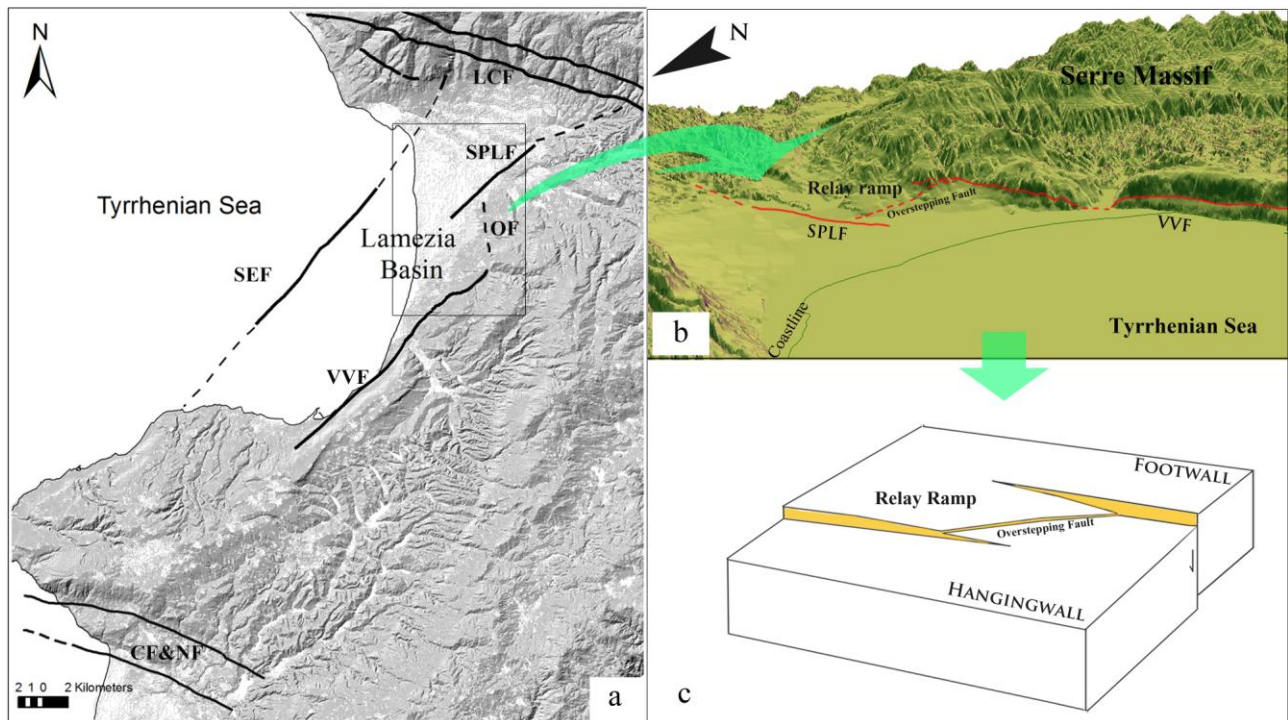 N
LCF
SPLF
Tyrrhenian Sea
OF
Lamezia
Basin
SEF
VVF
CF&NF
2 1 0 2 Kilometers
a
N
Serre Massif
Relay ramp
Overstepping Fault
SPLF
VVF
Coastline
Tyrrhenian Sea
b
FOOTWALL
Relay Ramp
Overstepping Fault
HANGINGWALL
c